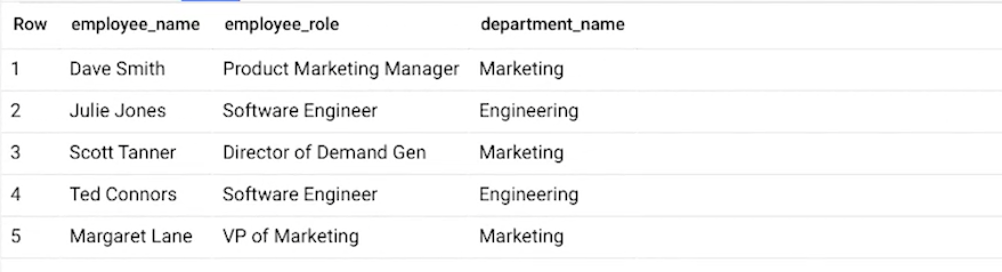 Row employee_name employee_role department_name
1 Dave Smith Product Marketing Manager Marketing
2 Julie Jones Software Engineer Engineering
3 Scott Tanner Director of Demand Gen Marketing
4 Ted Connors Software Engineer Engineering
5 Margaret Lane VP of Marketing Marketing